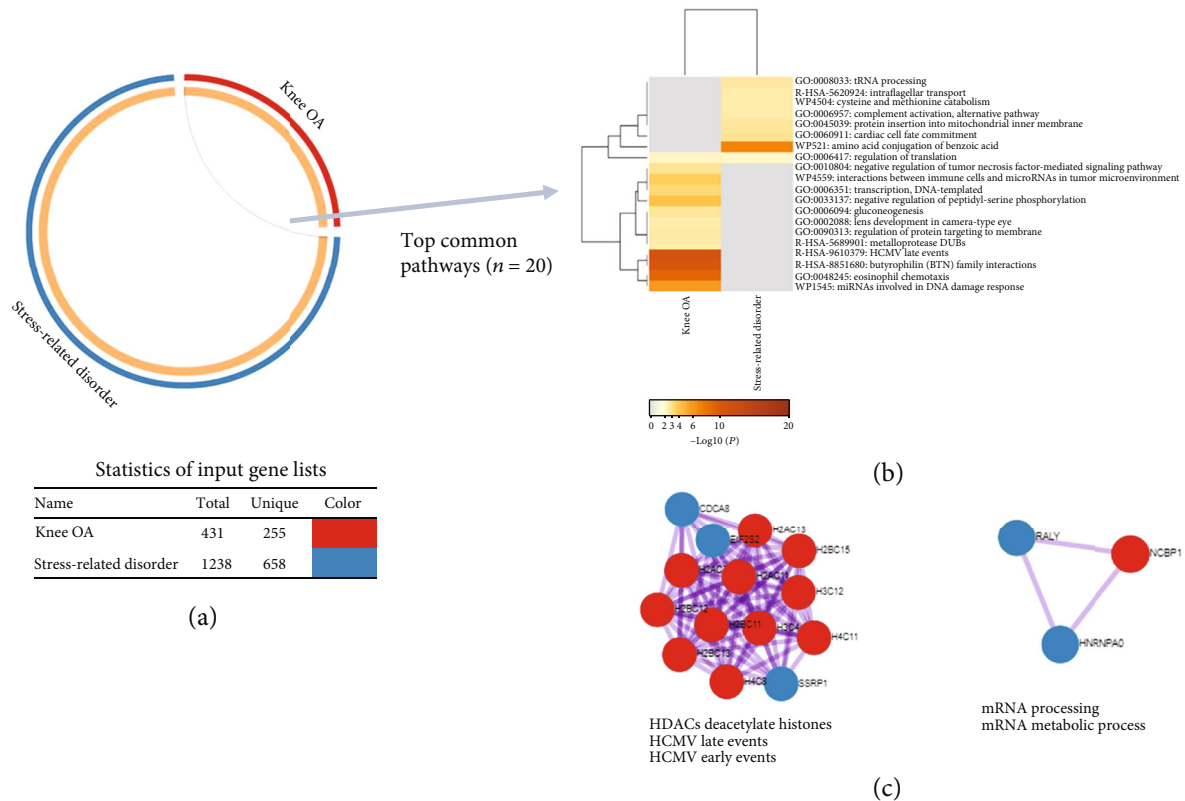 Knee OA
Stress-related disorder
Top common
pathways (n = 20)
Statistics of input gene lists
Name Total Unique Color
Knee OA 431 255
Stress-related disorder 1238 658
(a)
GO:0008033: tRNA processing
R-HSA-5620924: intraflagellar transport
WP4504: cysteine and methionine catabolism
GO:0006957: complement activation, alternative pathway
GO:0045039: protein insertion into mitochondrial inner membrane
GO:0060911: cardiac cell fate commitment
WP521: amino acid conjugation of benzoic acid
GO:0006417: regulation of translation
GO:0010804: negative regulation of tumor necrosis factor-mediated signaling pathway
WP4559: interactions between immune cells and microRNAs in tumor microenvironment
GO:0006351: transcription, DNA-templated
GO:0033137: negative regulation of peptidyl-serine phosphorylation
GO:0006094: gluconeogenesis
GO:0002088: lens development in camera-type eye
GO:0090313: regulation of protein targeting to membrane
R-HSA-5689901: metalloprotease DUBs
R-HSA-9610379: HCMV late events
R-HSA-8851680: butyrophilin (BTN) family interactions
GO:0048245: eosinophil chemotaxis
WP1545: miRNAs involved in DNA damage response
Knee OA
Stress-related disorder
0 2 3 4 6 10 20
–Log10 (P)
(b)
CDCA8
EIF2S2
H2AC13
H2BC15
H2AC11
H3C12
H2BC12
H2BC11
H3C4
H4C11
H2BC13
H4C8
SSRP1
HDACs deacetylate histones
HCMV late events
HCMV early events
RALY
NCBP1
HNRNPA0
mRNA processing
mRNA metabolic process
(c)